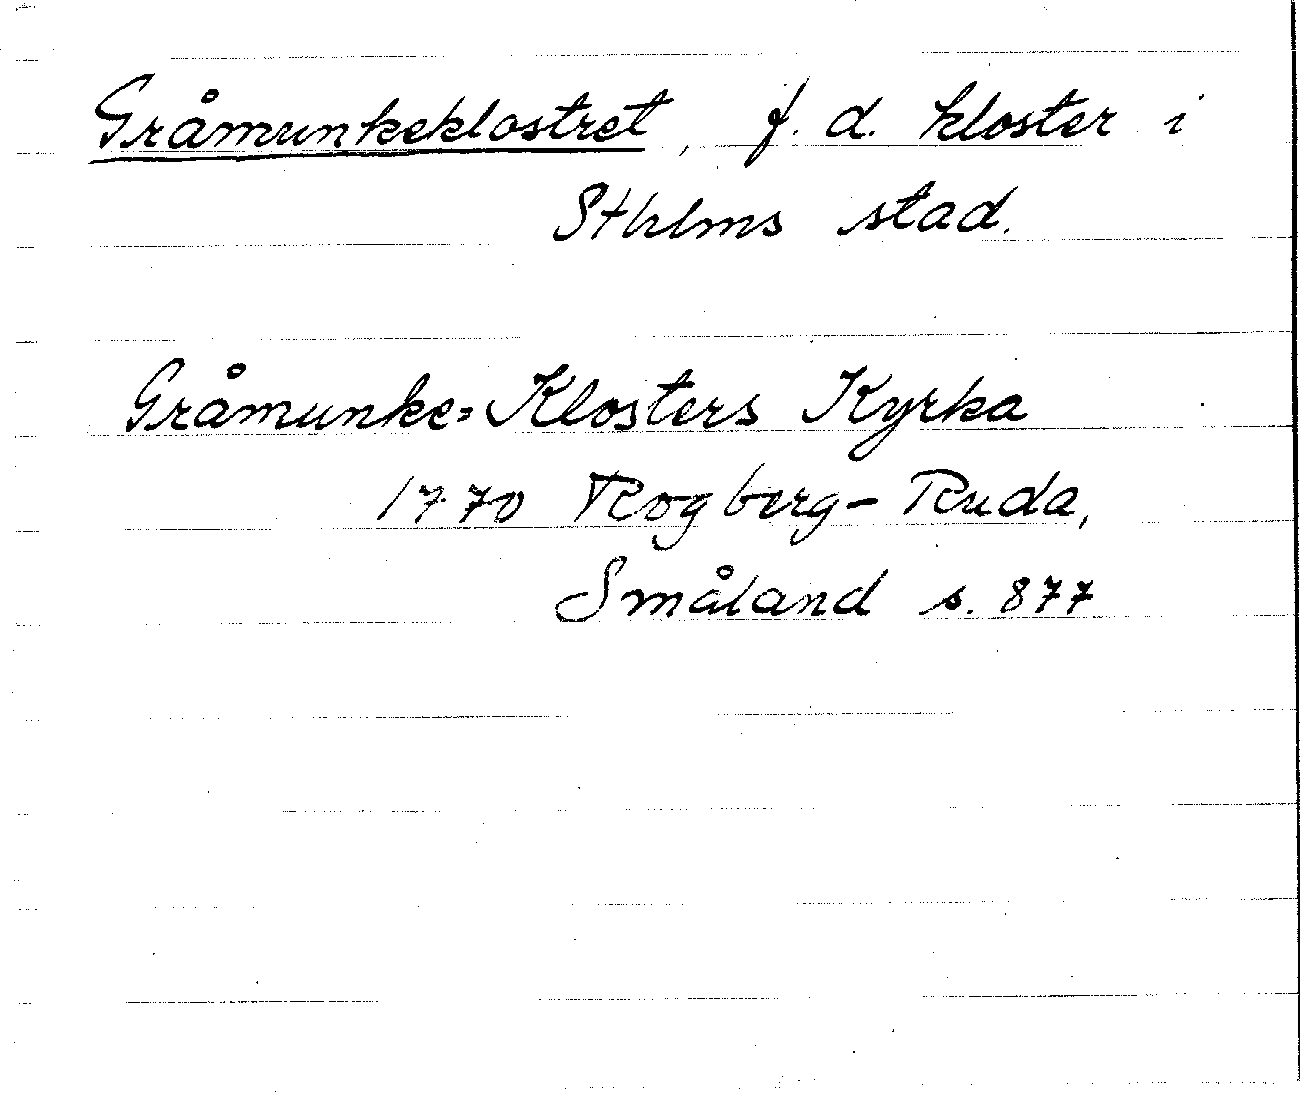 Gråmunkeklostret, f. d. kloster i
Sthlms stad.
Gråmunke=Klosters Kyrka
1770 Rogberg-Ruda,
Småland s. 877